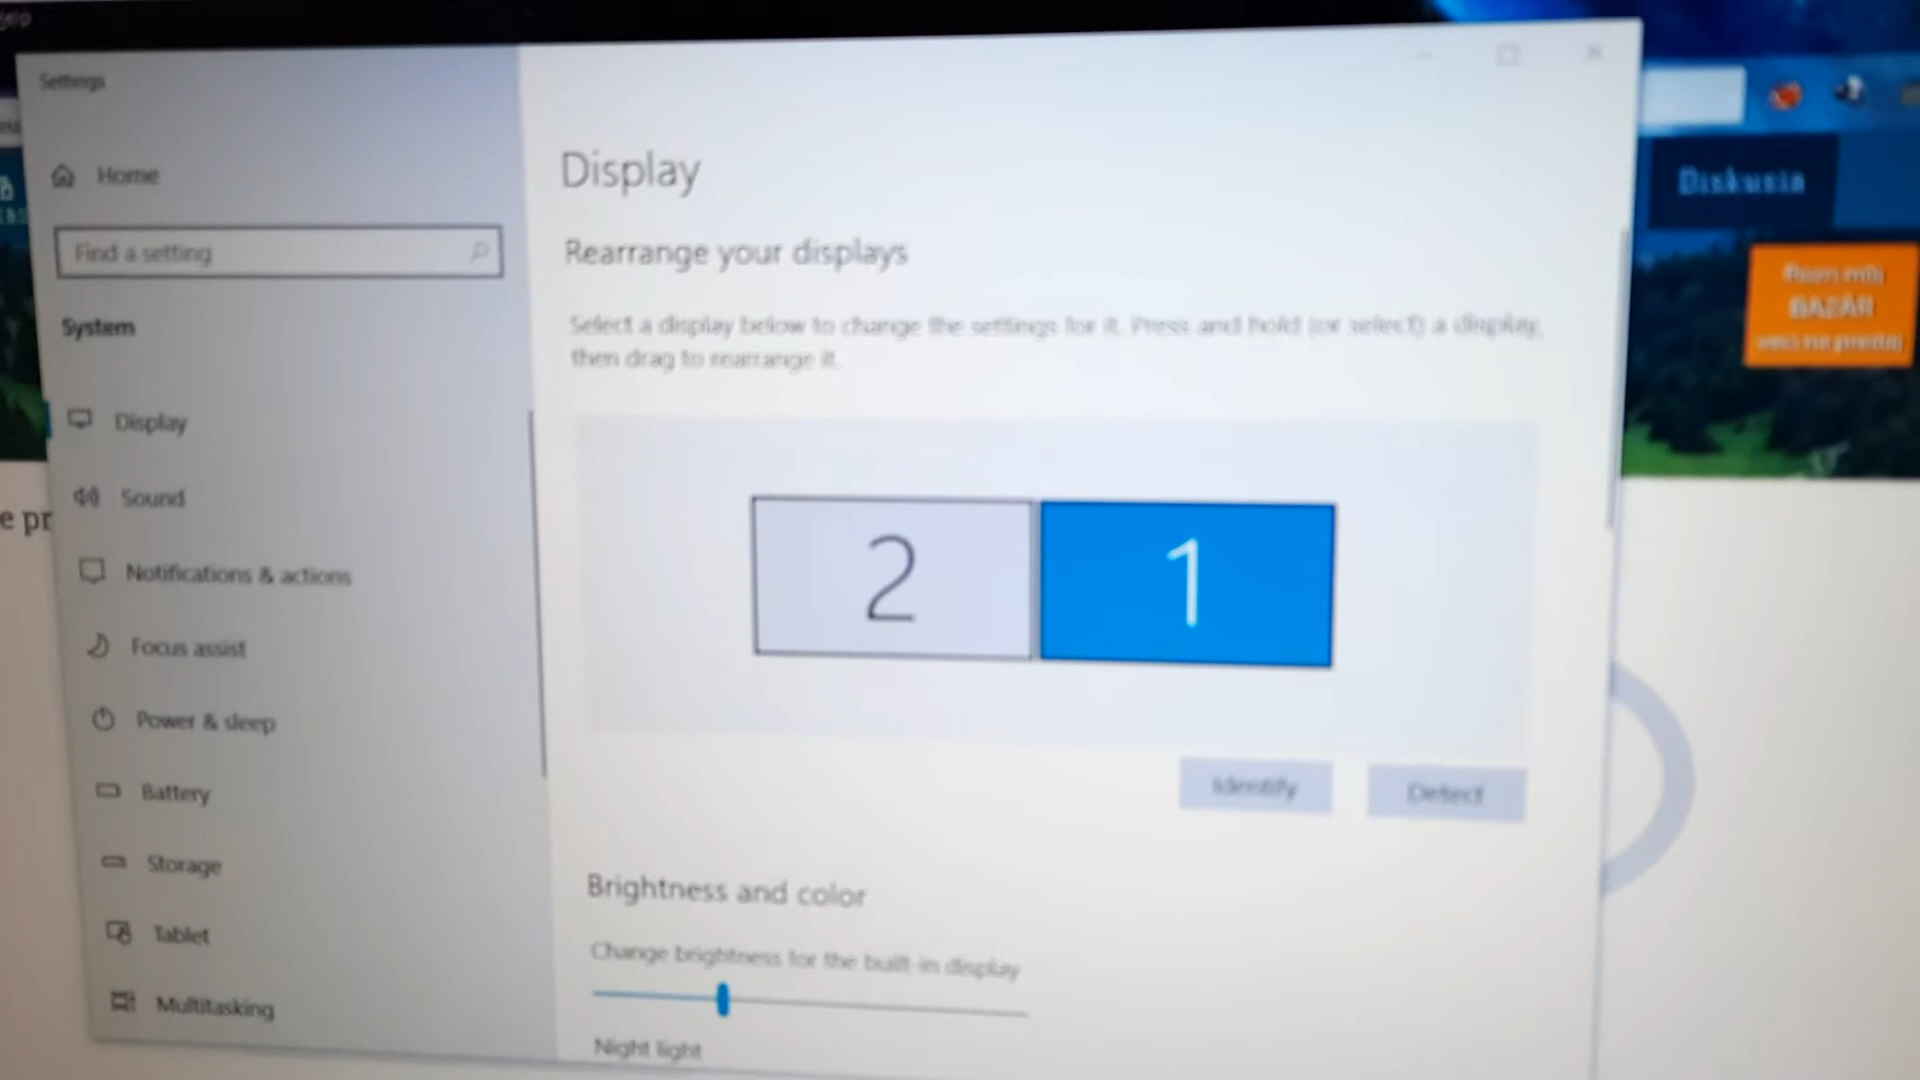 Settings
Home
Find a setting
System
Display
Sound
Notifications & actions
Focus assist
Power & sleep
Battery
Storage
Tablet
Multitasking
Display
Rearrange your displays
Select a display below to change the settings for it. Press and hold (or select) a display,
then drag to rearrange it.
2
1
Identify
Detect
Brightness and color
Change brightness for the built-in display
Night light
Diskusia
BAZÁR
e pr